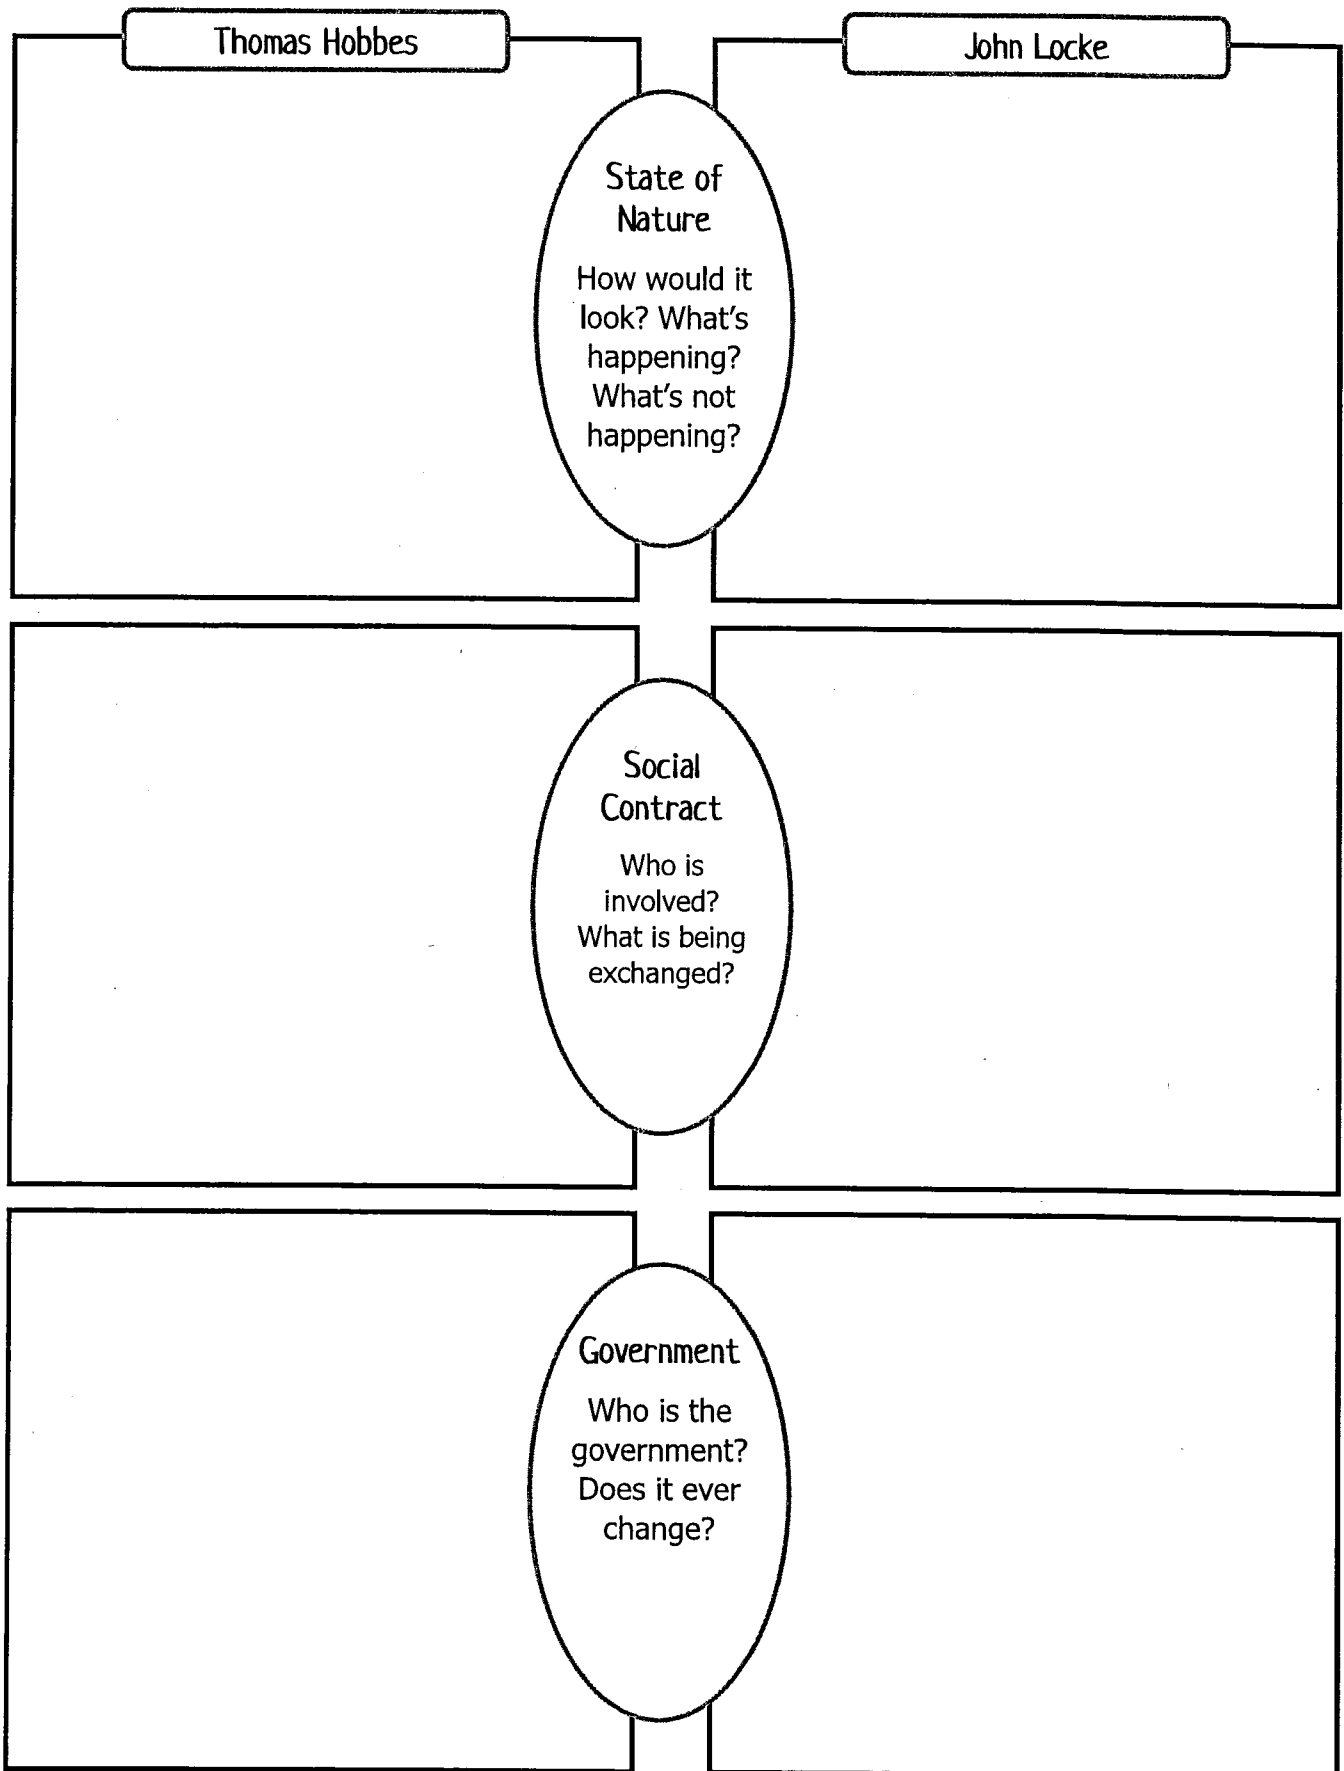 Thomas Hobbes
John Locke
State of
Nature
How would it
look? What's
happening?
What's not
happening?
Social
Contract
Who is
involved?
What is being
exchanged?
Government
Who is the
government?
Does it ever
change?